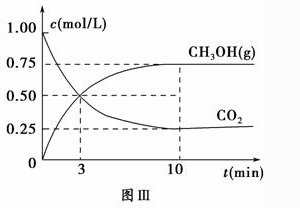 c(mol/L)
1.00
0.75
0.50
0.25
0
CH₃OH(g)
CO₂
3
10
t(min)
图Ⅲ